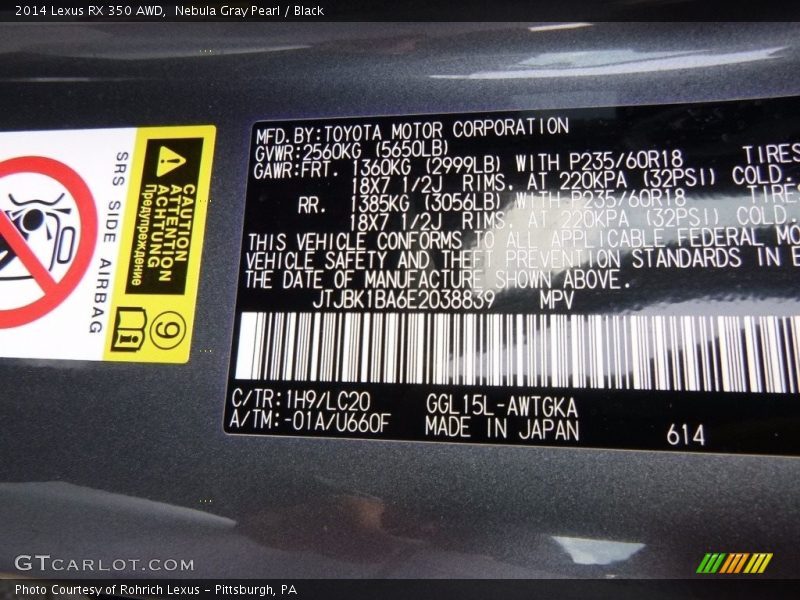 2014 Lexus RX 350 AWD,  Nebula Gray Pearl / Black
SRS SIDE AIRBAG
CAUTION
ATTENTION
ACHTUNG
Предупреждение
9
MFD.BY:TOYOTA MOTOR CORPORATION
GVWR:2560KG (5650LB)
GAWR:FRT. 1360KG (2999LB) WITH P235/60R18 TIRES
18X7 1/2J RIMS, AT 220KPA (32PSI) COLD.
RR. 1385KG (3056LB) WITH P235/60R18 TIRE
18X7 1/2J RIMS, AT 220KPA (32PSI) COLD.
THIS VEHICLE CONFORMS TO ALL APPLICABLE FEDERAL MO
VEHICLE SAFETY AND THEFT PREVENTION STANDARDS IN E
THE DATE OF MANUFACTURE SHOWN ABOVE.
JTJBK1BA6E2038839 MPV
C/TR:1H9/LC20 GGL15L-AWTGKA
A/TM:-01A/U660F MADE IN JAPAN 614
GTCARLOT.COM
Photo Courtesy of Rohrich Lexus – Pittsburgh, PA